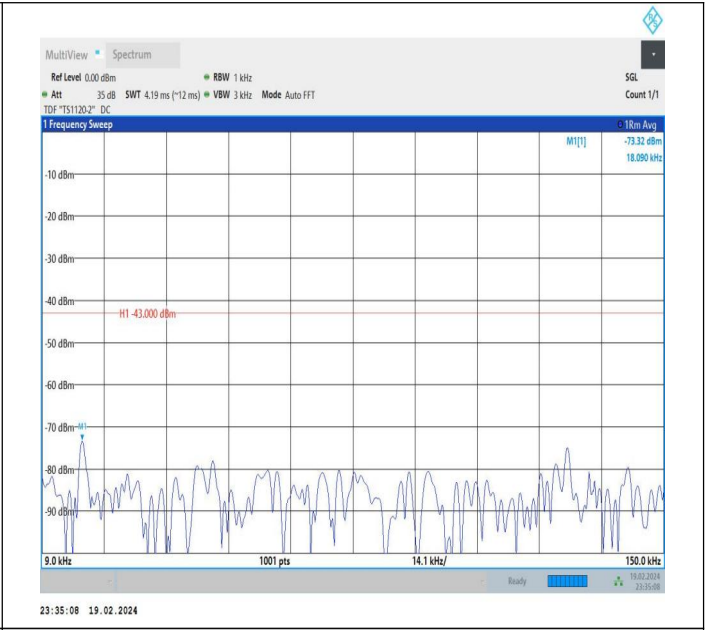 R S
MultiView Spectrum
Ref Level 0.00 dBm RBW 1 kHz SGL
Att 35 dB SWT 4.19 ms (~12 ms) VBW 3 kHz Mode Auto FFT Count 1/1
TDF "TS1120-2" DC
1 Frequency Sweep 1Rm Avg
M1[1] -73.32 dBm
18.090 kHz
-10 dBm
-20 dBm
-30 dBm
-40 dBm
H1 -43.000 dBm
-50 dBm
-60 dBm
-70 dBm
M1
-80 dBm
-90 dBm
9.0 kHz 1001 pts 14.1 kHz/ 150.0 kHz
Ready 19.02.2024
23:35:08
23:35:08 19.02.2024